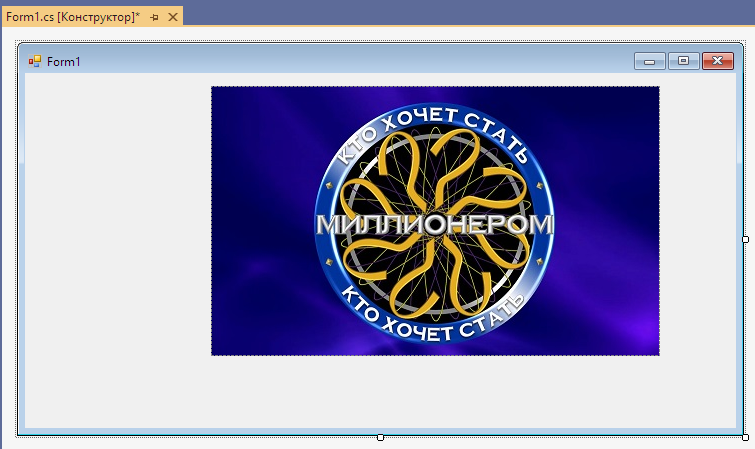 Form1.cs [Конструктор]*
Form1
КТО ХОЧЕТ СТАТЬ
МИЛЛИОНЕРОМ
КТО ХОЧЕТ СТАТЬ